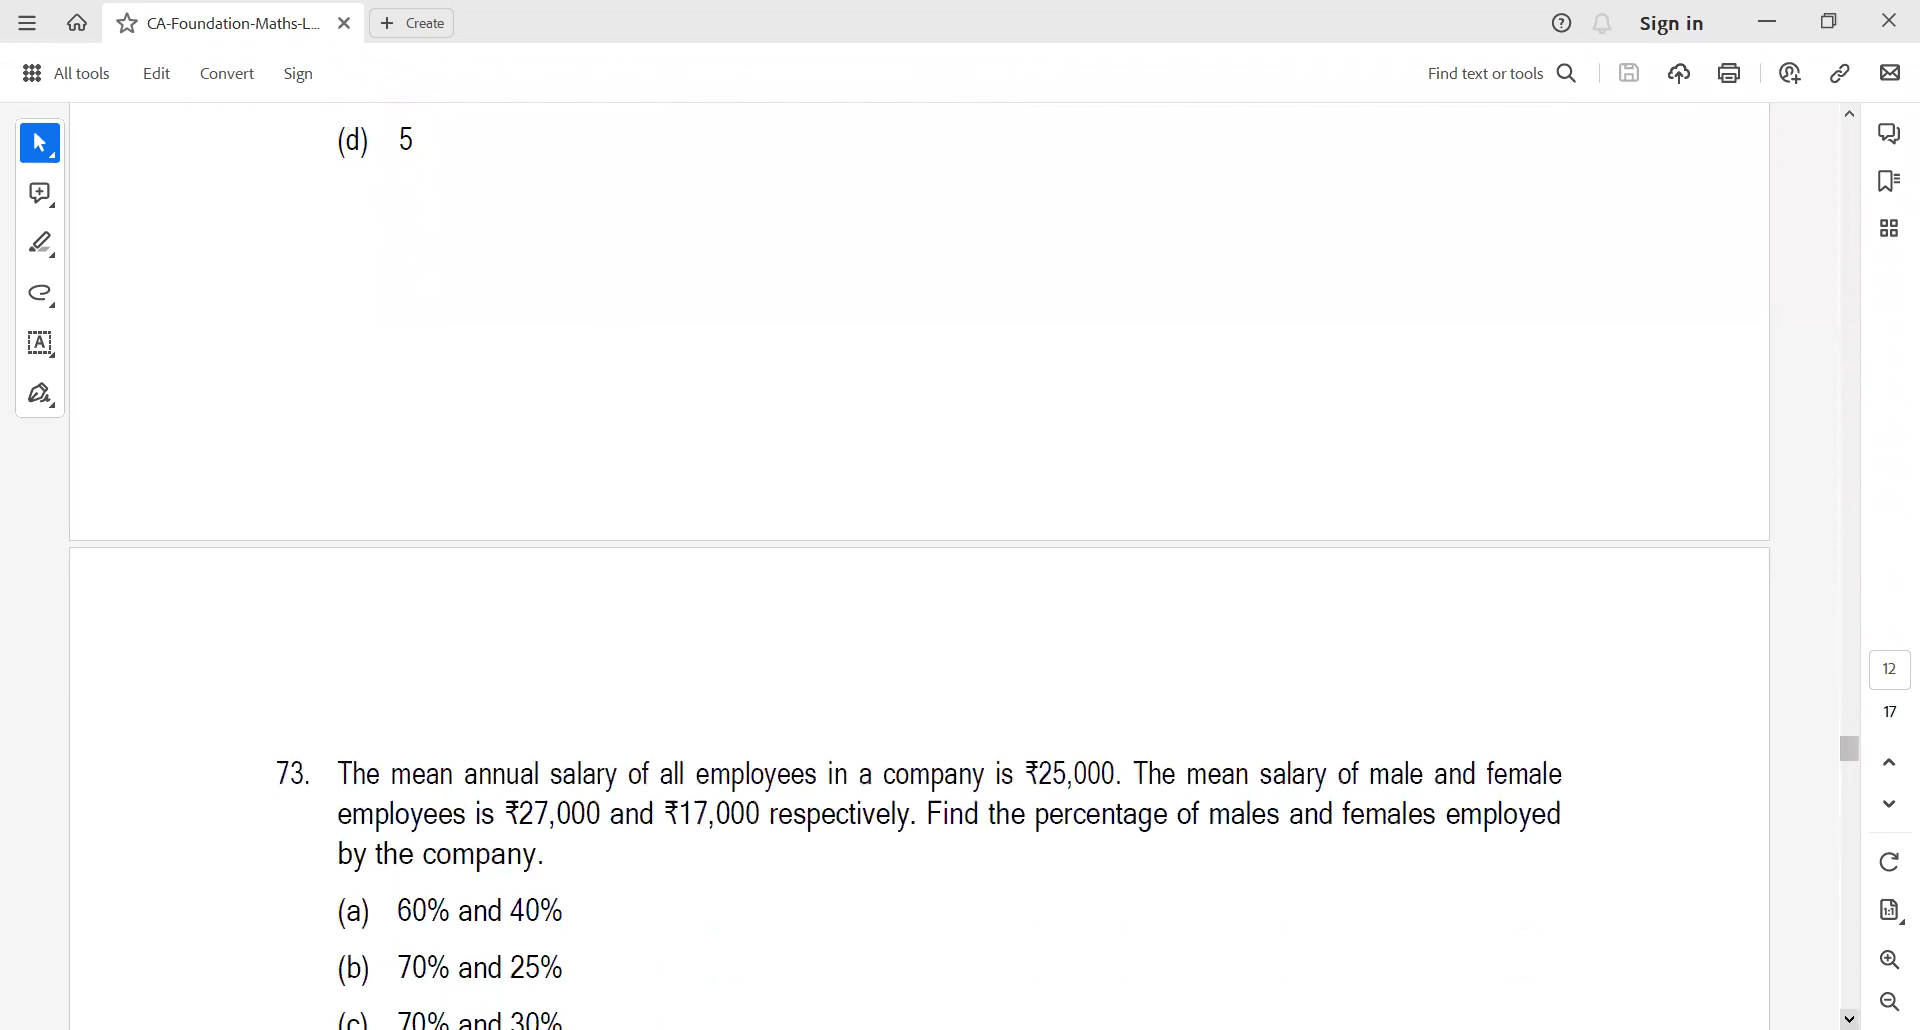 CA-Foundation-Maths-L...
Create
Sign in
All tools
Edit
Convert
Sign
Find text or tools
(d) 5
12
17
73. The mean annual salary of all employees in a company is ₹25,000. The mean salary of male and female
employees is ₹27,000 and ₹17,000 respectively. Find the percentage of males and females employed
by the company.
(a) 60% and 40%
(b) 70% and 25%
(c) 70% and 30%